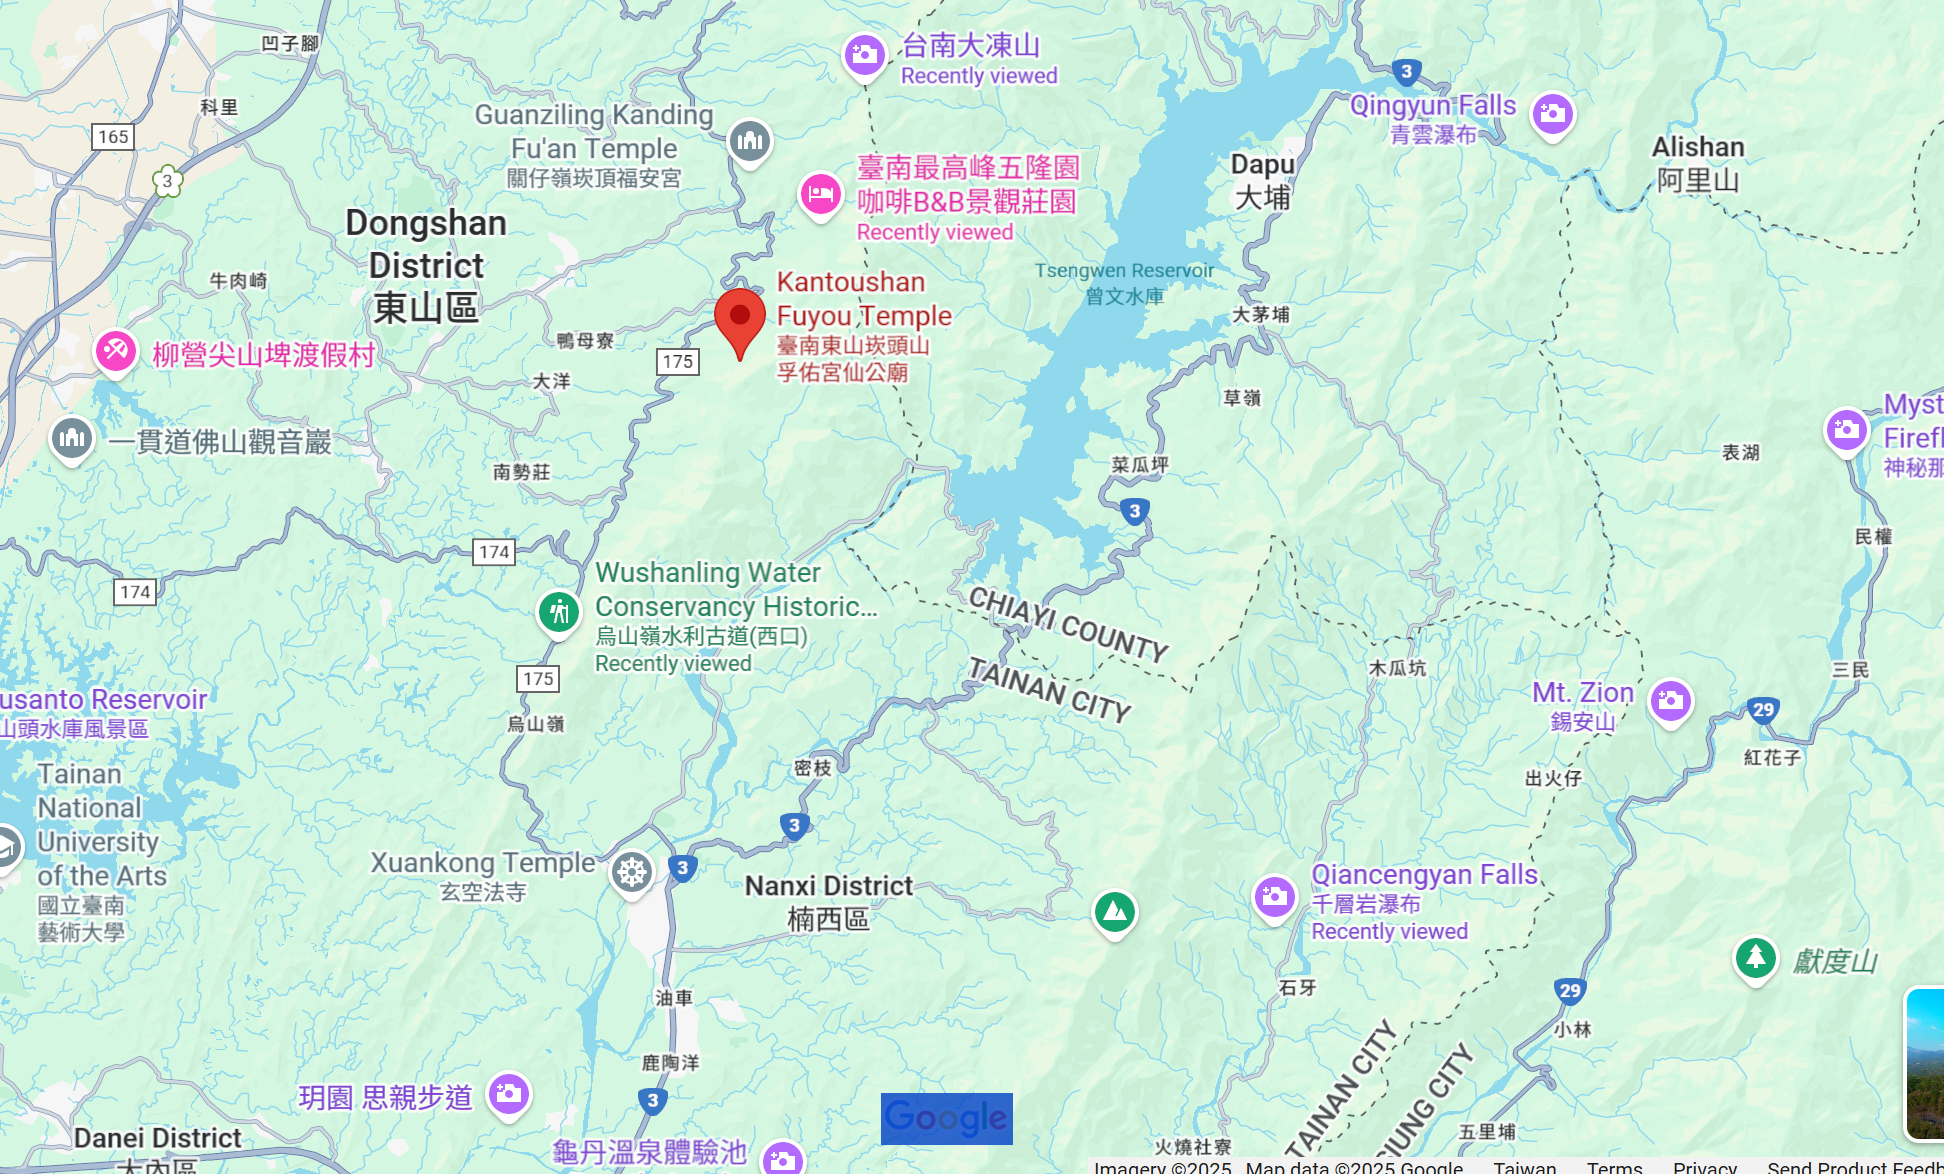 凹子腳
台南大凍山
Recently viewed
3
科里
165
3
Guanziling Kanding
Fu'an Temple
關仔嶺崁頂福安宮
臺南最高峰五隆園
咖啡B&B景觀莊園
Recently viewed
Qingyun Falls
青雲瀑布
Dapu
大埔
Alishan
阿里山
Dongshan
District
東山區
牛肉崎
Kantoushan
Fuyou Temple
臺南東山崁頭山
孚佑宮仙公廟
Tsengwen Reservoir
曾文水庫
大茅埔
柳營尖山埤渡假村
鴨母寮
175
大洋
草嶺
一貫道佛山觀音巖
南勢莊
菜瓜坪
3
表湖
Myst
Firefl
神秘那
民權
174
174
Wushanling Water
Conservancy Historic...
烏山嶺水利古道(西口)
Recently viewed
CHIAYI COUNTY
TAINAN CITY
175
烏山嶺
木瓜坑
三民
Mt. Zion
錫安山
29
紅花子
出火仔
usanto Reservoir
山頭水庫風景區
Tainan
National
University
of the Arts
國立臺南
藝術大學
密枝
3
Xuankong Temple
玄空法寺
3
Nanxi District
楠西區
Qiancengyan Falls
千層岩瀑布
Recently viewed
獻度山
石牙
29
小林
油車
鹿陶洋
3
玥園 思親步道
Google
TAINAN CITY
IUNG CITY
五里埔
火燒社寮
Danei District
大內區
龜丹溫泉體驗池
Imagery ©2025 Map data ©2025 Google Taiwan Terms Privacy Send Product Feedb